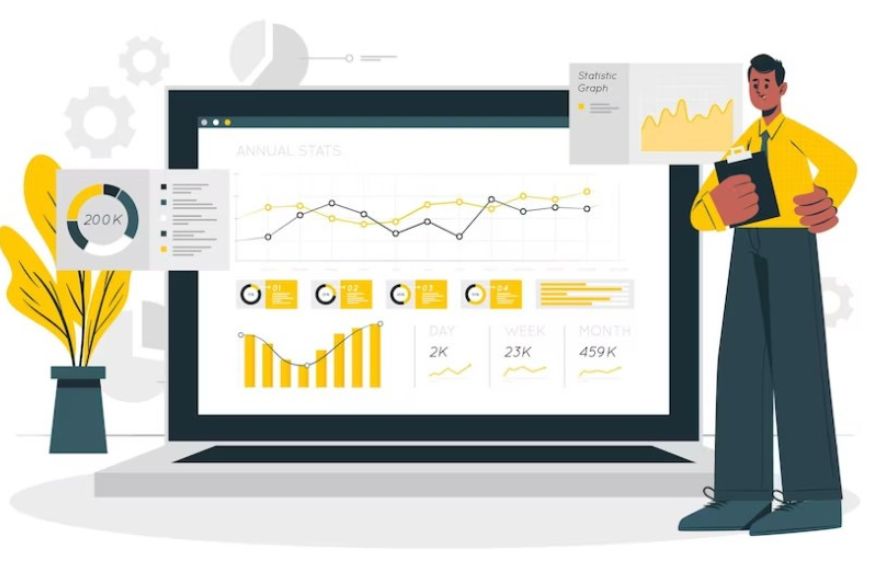 Statistic
Graph
ANNUAL STATS
200K
01
02
03
04
DAY
WEEK
MONTH
2K
23K
459K